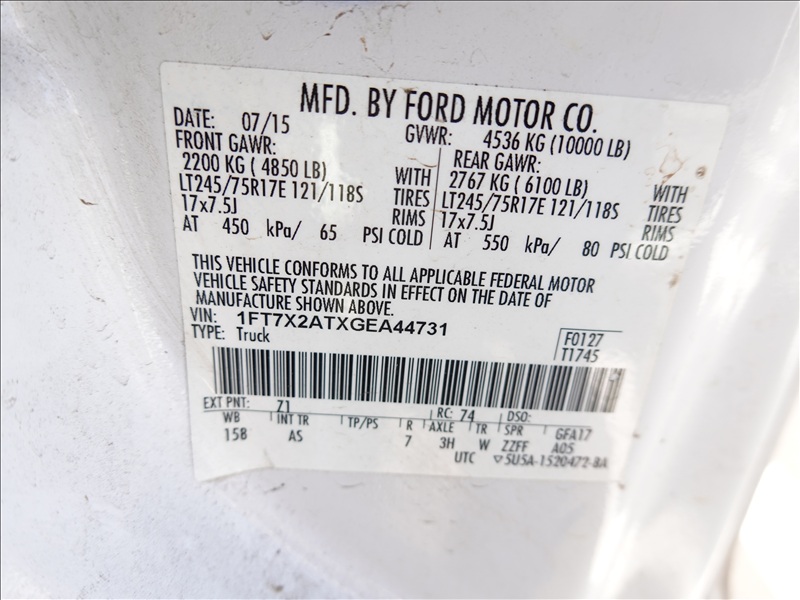 MFD. BY FORD MOTOR CO.
DATE: 07/15 GVWR: 4536 KG (10000 LB)
FRONT GAWR: REAR GAWR:
2200 KG ( 4850 LB) WITH 2767 KG ( 6100 LB) WITH
LT245/75R17E 121/118S TIRES LT245/75R17E 121/118S TIRES
17x7.5J RIMS 17x7.5J RIMS
AT 450 kPa/ 65 PSI COLD AT 550 kPa/ 80 PSI COLD
THIS VEHICLE CONFORMS TO ALL APPLICABLE FEDERAL MOTOR
VEHICLE SAFETY STANDARDS IN EFFECT ON THE DATE OF
MANUFACTURE SHOWN ABOVE.
VIN: 1FT7X2ATXGEA44731
TYPE: Truck
F0127
T1745
EXT PNT: Z1 RC: 74 DSO:
WB INT TR TP/PS R AXLE TR SPR GFA17
158 AS 7 3H W ZZFF A05
UTC ▽5U5A-1520472-BA